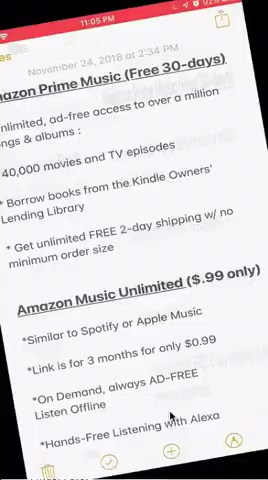 11:05 PM
92%
November 24, 2018 at 2:34 PM
Amazon Prime Music (Free 30-days)
unlimited, ad-free access to over a million
songs & albums :
40,000 movies and TV episodes
* Borrow books from the Kindle Owners'
Lending Library
* Get unlimited FREE 2-day shipping w/ no
minimum order size
Amazon Music Unlimited ($.99 only)
*Similar to Spotify or Apple Music
*Link is for 3 months for only $0.99
*On Demand, always AD-FREE
Listen Offline
*Hands-Free Listening with Alexa